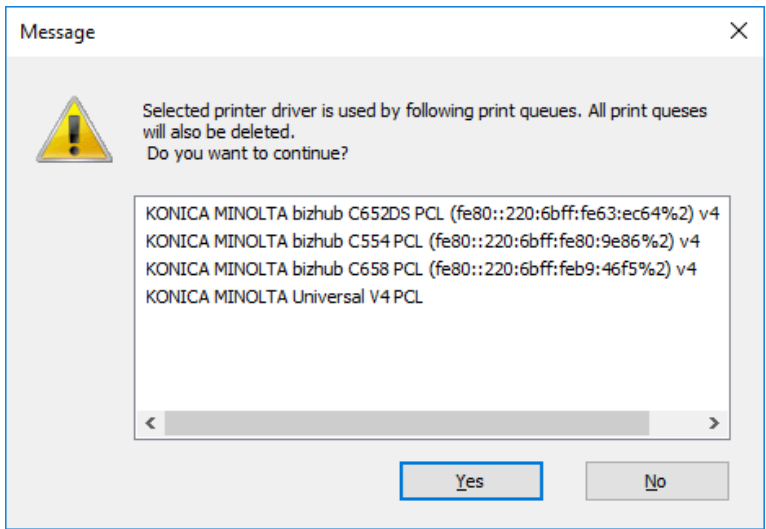 Message
Selected printer driver is used by following print queues. All print queses
will also be deleted.
Do you want to continue?
KONICA MINOLTA bizhub C652DS PCL (fe80::220:6bff:fe63:ec64%2) v4
KONICA MINOLTA bizhub C554 PCL (fe80::220:6bff:fe80:9e86%2) v4
KONICA MINOLTA bizhub C658 PCL (fe80::220:6bff:feb9:46f5%2) v4
KONICA MINOLTA Universal V4 PCL
Yes
No